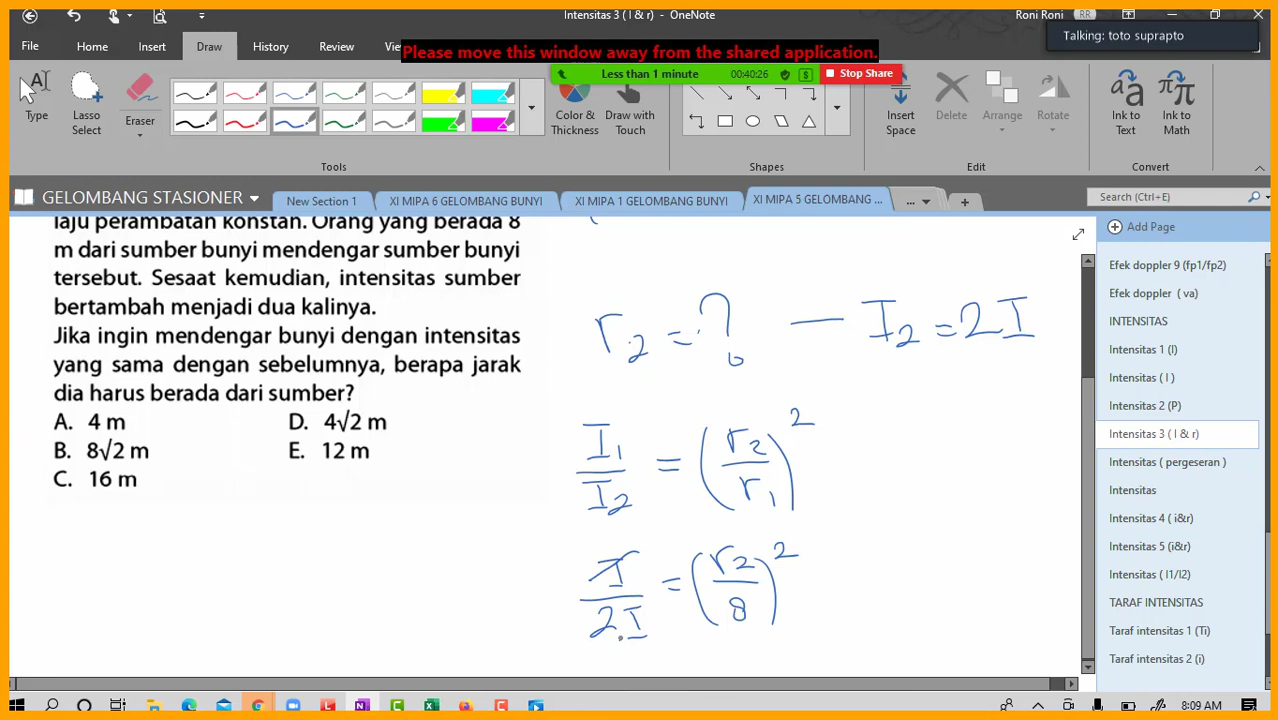 Intensitas 3 ( I & r) - OneNote
Roni Roni RR
Talking: toto suprapto
File Home Insert Draw History Review
Please move this window away from the shared application.
Less than 1 minute 00:40:26 $ Stop Share
Type
Lasso Select
Eraser
Color & Thickness
Draw with Touch
Insert Space
Delete
Arrange
Rotate
Ink to Text
Ink to Math
Tools Shapes Edit Convert
GELOMBANG STASIONER New Section 1 XI MIPA 6 GELOMBANG BUNYI XI MIPA 1 GELOMBANG BUNYI XI MIPA 5 GELOMBANG ... ... + Search (Ctrl+E)
laju perambatan konstan. Orang yang berada 8
m dari sumber bunyi mendengar sumber bunyi
tersebut. Sesaat kemudian, intensitas sumber
bertambah menjadi dua kalinya.
Jika ingin mendengar bunyi dengan intensitas
yang sama dengan sebelumnya, berapa jarak
dia harus berada dari sumber?
A. 4 m D. 4√2 m
B. 8√2 m E. 12 m
C. 16 m
r₂ = ? — I₂ = 2I
I₁/I₂ = (r₂/r₁)²
I/2I = (r₂/8)²
Add Page
Efek doppler 9 (fp1/fp2)
Efek doppler ( va)
INTENSITAS
Intensitas 1 (I)
Intensitas ( I )
Intensitas 2 (P)
Intensitas 3 ( I & r)
Intensitas ( pergeseran )
Intensitas
Intensitas 4 ( i&r)
Intensitas 5 (i&r)
Intensitas ( I1/I2)
TARAF INTENSITAS
Taraf intensitas 1 (Ti)
Taraf intensitas 2 (i)
8:09 AM